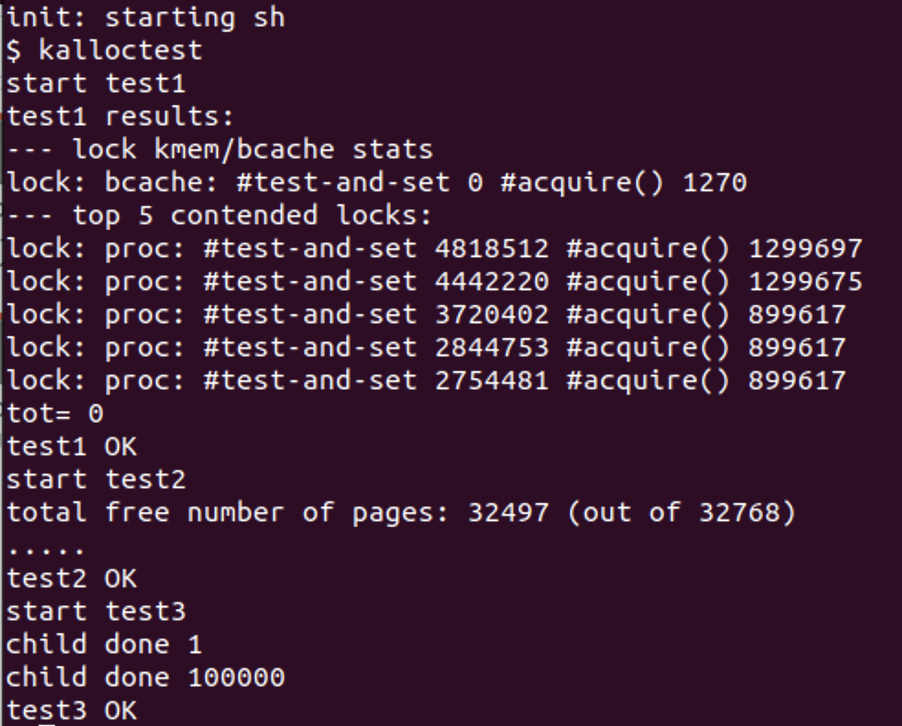 init: starting sh
$ kalloctest
start test1
test1 results:
--- lock kmem/bcache stats
lock: bcache: #test-and-set 0 #acquire() 1270
--- top 5 contended locks:
lock: proc: #test-and-set 4818512 #acquire() 1299697
lock: proc: #test-and-set 4442220 #acquire() 1299675
lock: proc: #test-and-set 3720402 #acquire() 899617
lock: proc: #test-and-set 2844753 #acquire() 899617
lock: proc: #test-and-set 2754481 #acquire() 899617
tot= 0
test1 OK
start test2
total free number of pages: 32497 (out of 32768)
.....
test2 OK
start test3
child done 1
child done 100000
test3 OK